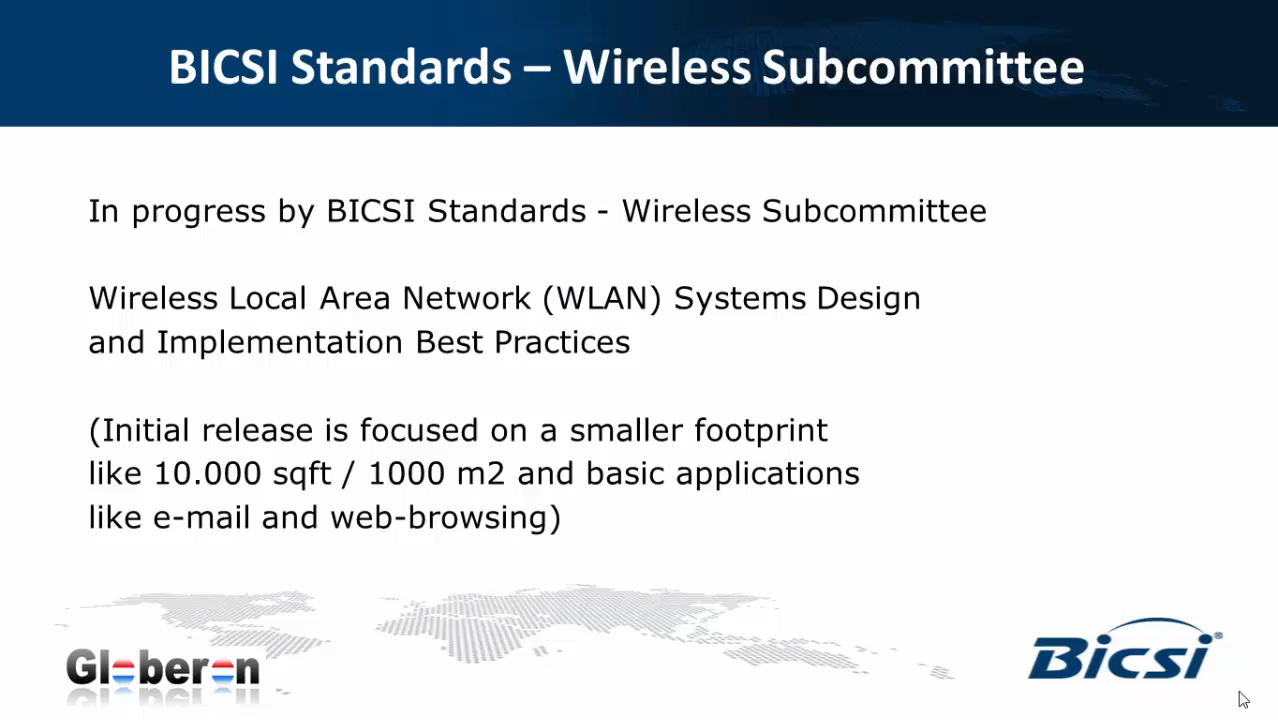 BICSI Standards – Wireless Subcommittee
In progress by BICSI Standards - Wireless Subcommittee
Wireless Local Area Network (WLAN) Systems Design
and Implementation Best Practices
(Initial release is focused on a smaller footprint
like 10.000 sqft / 1000 m2 and basic applications
like e-mail and web-browsing)
Globeron
Bicsi®